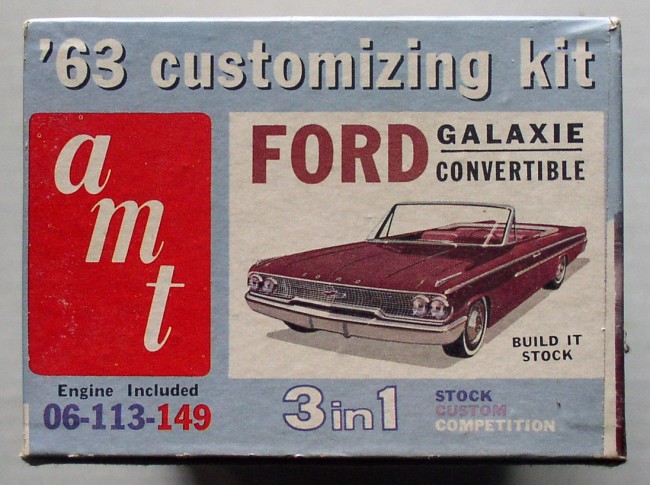 '63 customizing kit
amt
FORD GALAXIE
CONVERTIBLE
FORD
BUILD IT
STOCK
Engine Included
06-113-149
3 in 1
STOCK
CUSTOM
COMPETITION